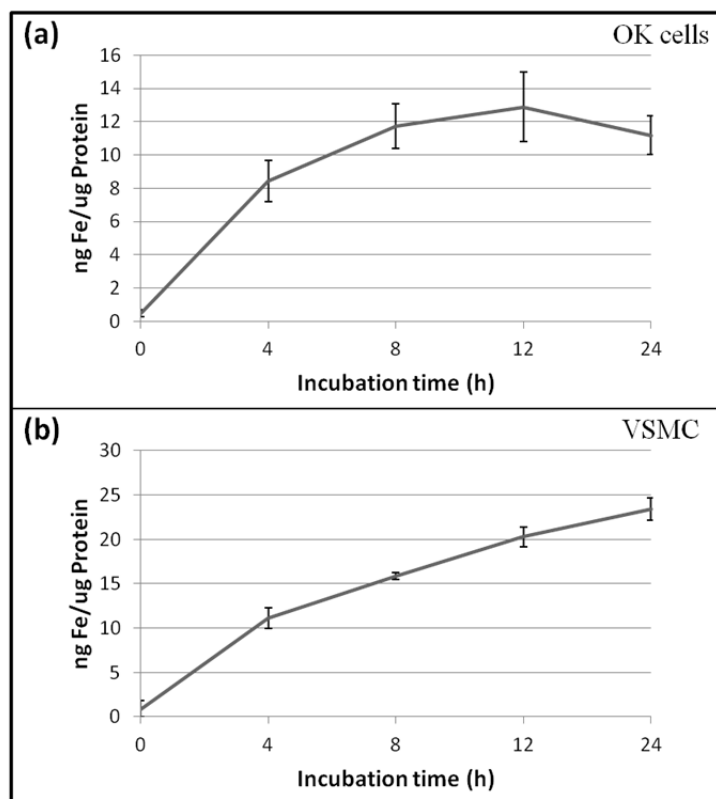 (a)
OK cells
ng Fe/ug Protein
16
14
12
10
8
6
4
2
0
0 4 8 12 24
Incubation time (h)
(b)
VSMC
ng Fe/ug Protein
30
25
20
15
10
5
0
0 4 8 12 24
Incubation time (h)